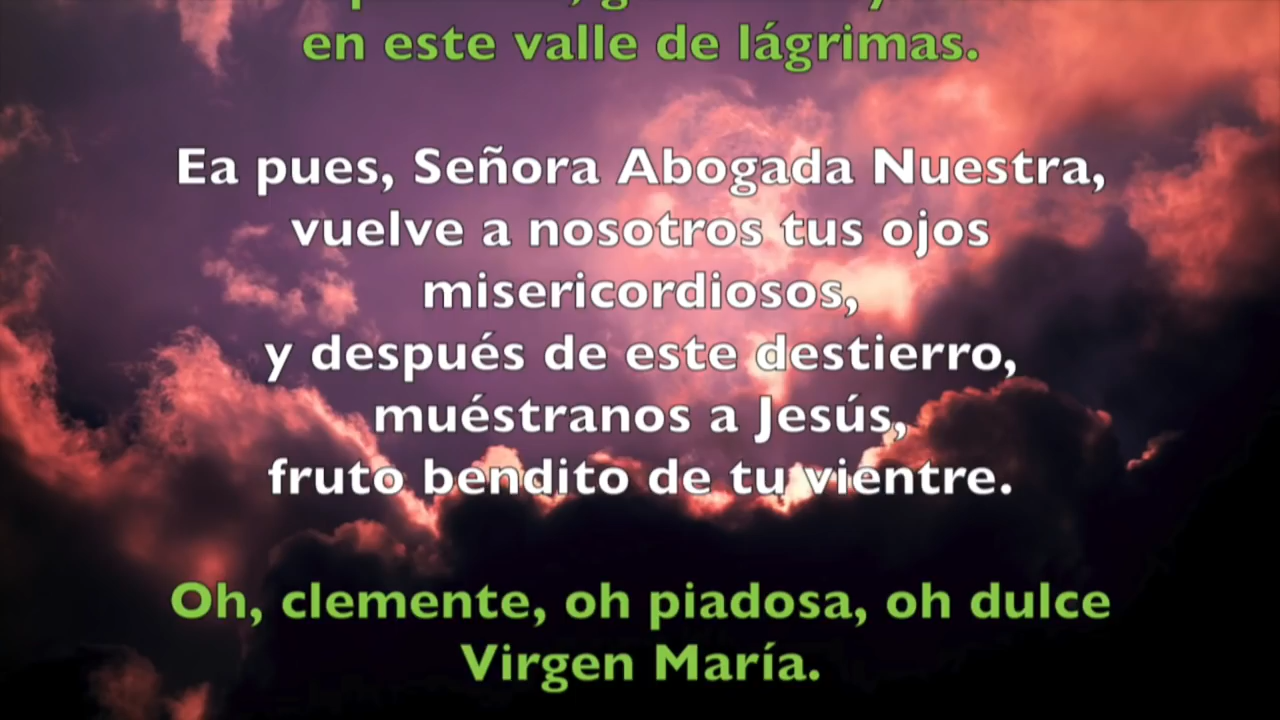 en este valle de lágrimas.
Ea pues, Señora Abogada Nuestra,
vuelve a nosotros tus ojos
misericordiosos,
y después de este destierro,
muéstranos a Jesús,
fruto bendito de tu vientre.
Oh, clemente, oh piadosa, oh dulce
Virgen María.